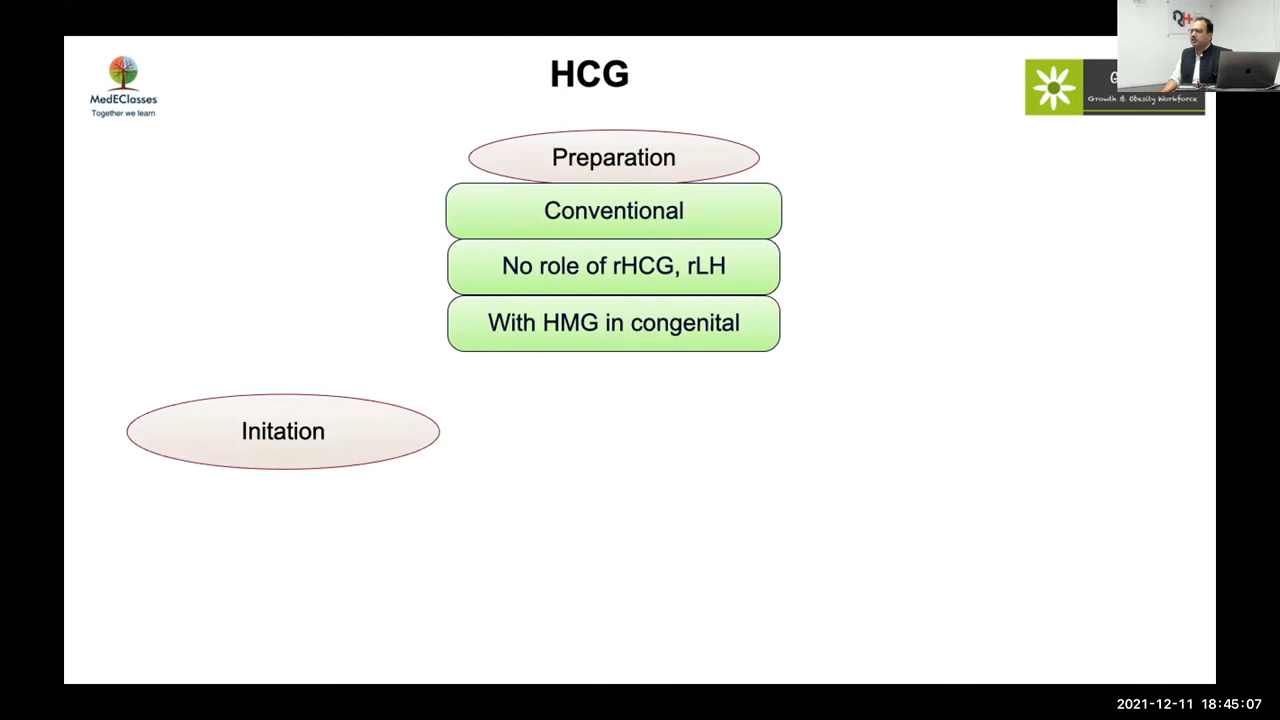 HCG
MedEClasses
Together we learn
G
Growth & Obesity Workforce
Preparation
Conventional
No role of rHCG, rLH
With HMG in congenital
Initation
2021-12-11 18:45:07